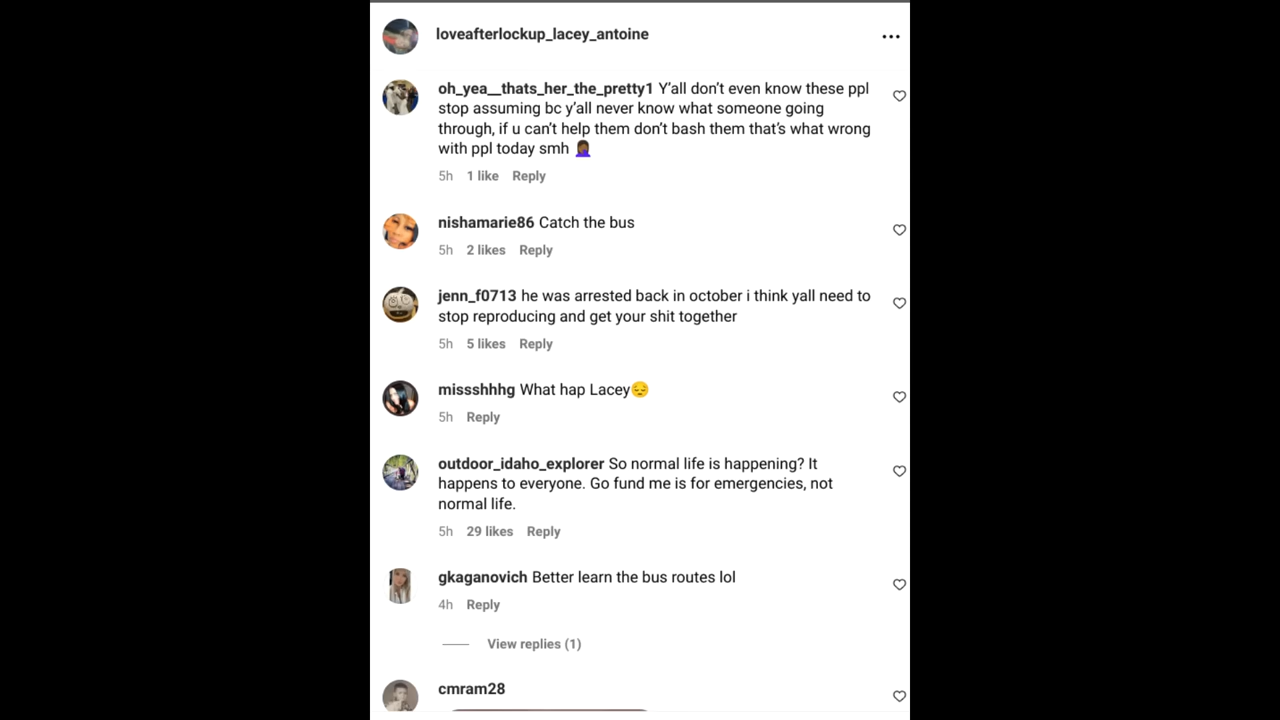 loveafterlockup_lacey_antoine
oh_yea__thats_her_the_pretty1 Y'all don't even know these ppl
stop assuming bc y'all never know what someone going
through, if u can't help them don't bash them that's what wrong
with ppl today smh 🤦🏾‍♀️
5h 1 like Reply
nishamarie86 Catch the bus
5h 2 likes Reply
jenn_f0713 he was arrested back in october i think yall need to
stop reproducing and get your shit together
5h 5 likes Reply
missshhhg What hap Lacey😔
5h Reply
outdoor_idaho_explorer So normal life is happening? It
happens to everyone. Go fund me is for emergencies, not
normal life.
5h 29 likes Reply
gkaganovich Better learn the bus routes lol
4h Reply
View replies (1)
cmram28